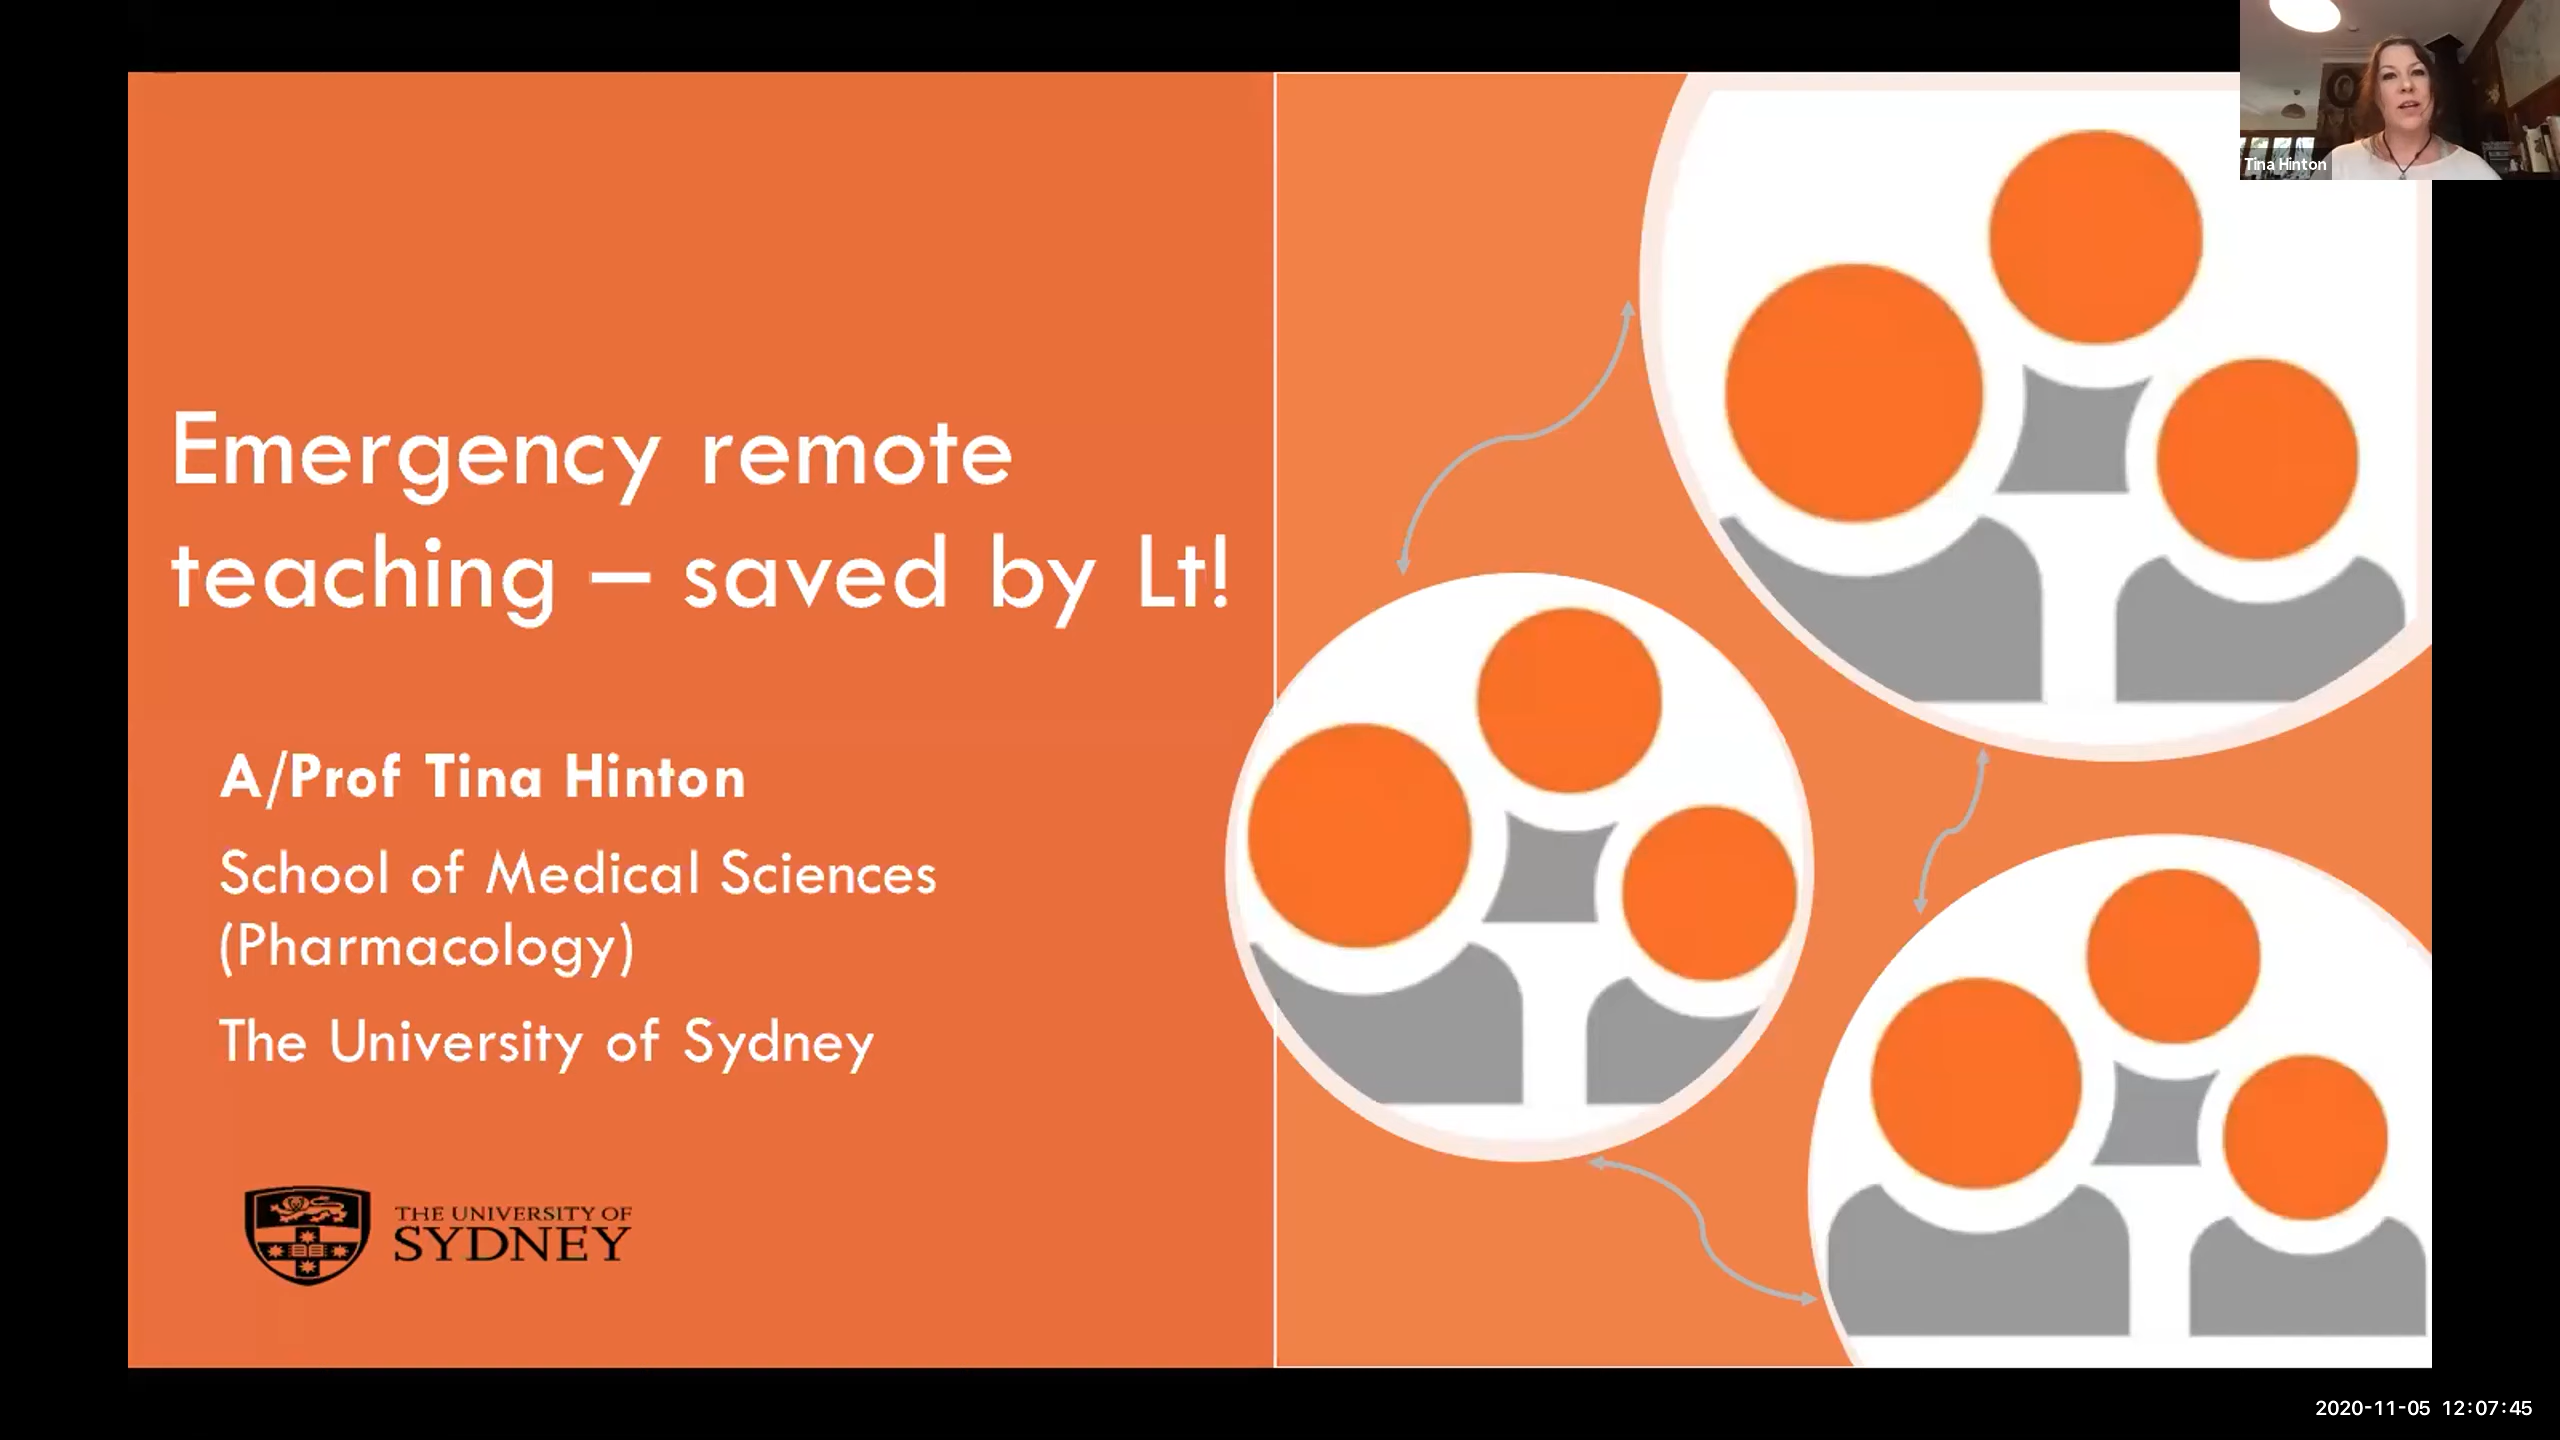 Tina Hinton
Emergency remote
teaching – saved by Lt!
A/Prof Tina Hinton
School of Medical Sciences
(Pharmacology)
The University of Sydney
THE UNIVERSITY OF
SYDNEY
2020-11-05 12:07:45